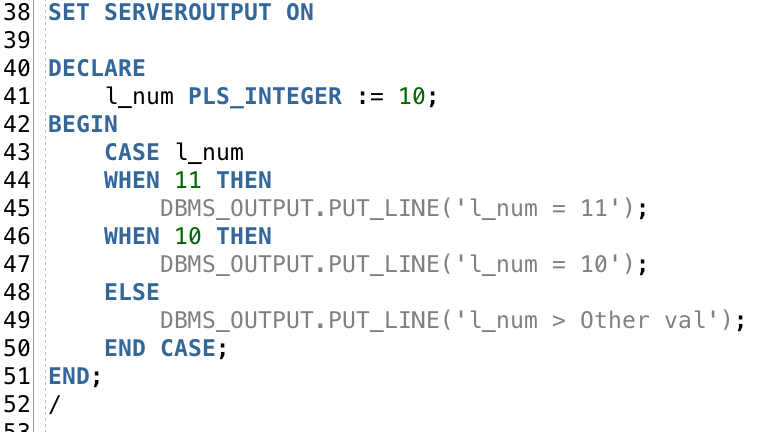 38 SET SERVEROUTPUT ON
39
40 DECLARE
41     l_num PLS_INTEGER := 10;
42 BEGIN
43     CASE l_num
44     WHEN 11 THEN
45         DBMS_OUTPUT.PUT_LINE('l_num = 11');
46     WHEN 10 THEN
47         DBMS_OUTPUT.PUT_LINE('l_num = 10');
48     ELSE
49         DBMS_OUTPUT.PUT_LINE('l_num > Other val');
50     END CASE;
51 END;
52 /
53